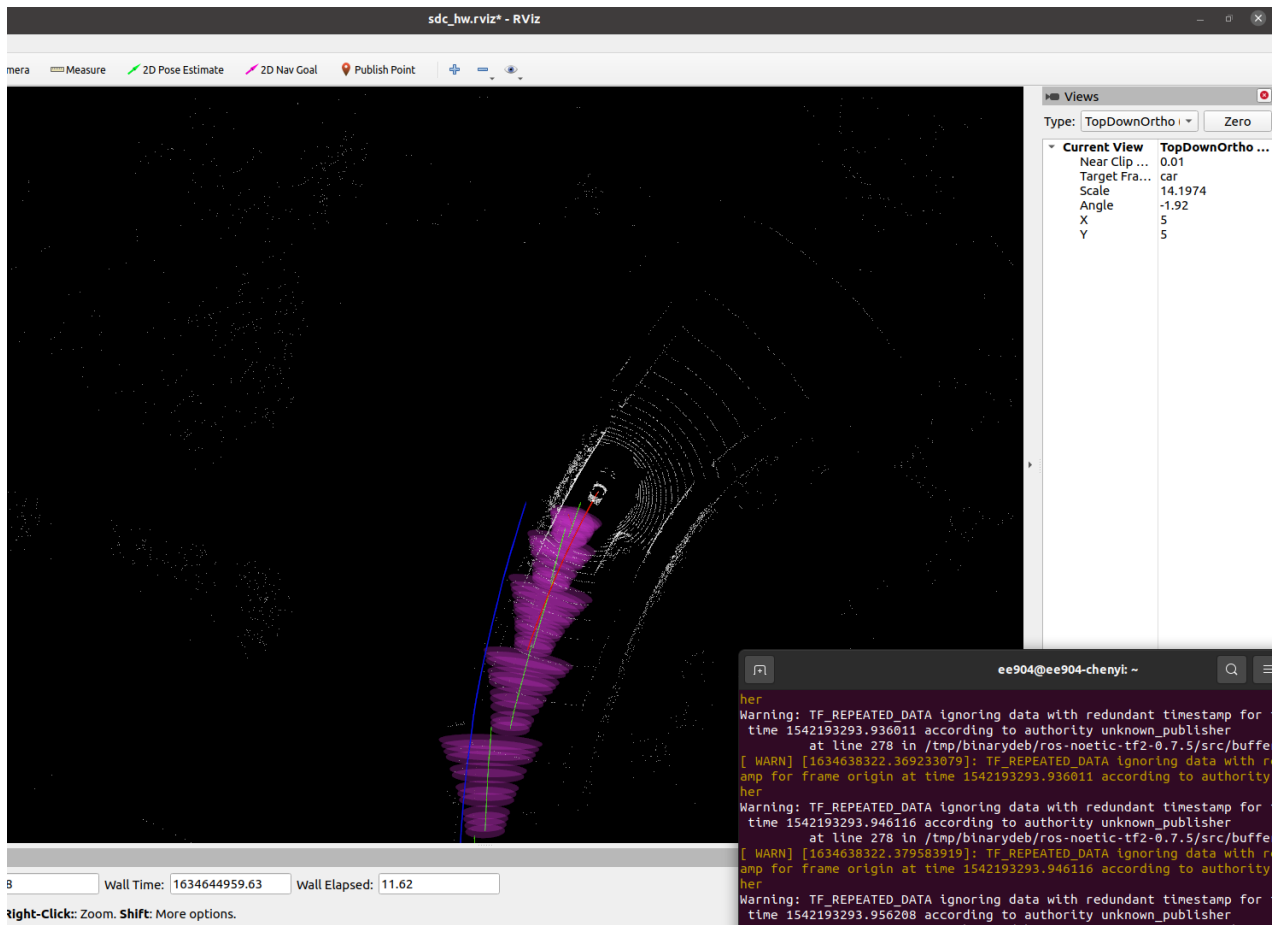 sdc_hw.rviz* - RViz
mera Measure 2D Pose Estimate 2D Nav Goal Publish Point
Views
Type: TopDownOrtho Zero
Current View TopDownOrtho ...
Near Clip ... 0.01
Target Fra... car
Scale 14.1974
Angle -1.92
X 5
Y 5
ee904@ee904-chenyi: ~
her
Warning: TF_REPEATED_DATA ignoring data with redundant timestamp for
time 1542193293.936011 according to authority unknown_publisher
at line 278 in /tmp/binarydeb/ros-noetic-tf2-0.7.5/src/buffe
[ WARN] [1634638322.369233079]: TF_REPEATED_DATA ignoring data with re
amp for frame origin at time 1542193293.936011 according to authority
her
Warning: TF_REPEATED_DATA ignoring data with redundant timestamp for
time 1542193293.946116 according to authority unknown_publisher
at line 278 in /tmp/binarydeb/ros-noetic-tf2-0.7.5/src/buffe
[ WARN] [1634638322.379583919]: TF_REPEATED_DATA ignoring data with re
amp for frame origin at time 1542193293.946116 according to authority
her
Warning: TF_REPEATED_DATA ignoring data with redundant timestamp for
time 1542193293.956208 according to authority unknown_publisher
8 Wall Time: 1634644959.63 Wall Elapsed: 11.62
Right-Click:: Zoom. Shift: More options.